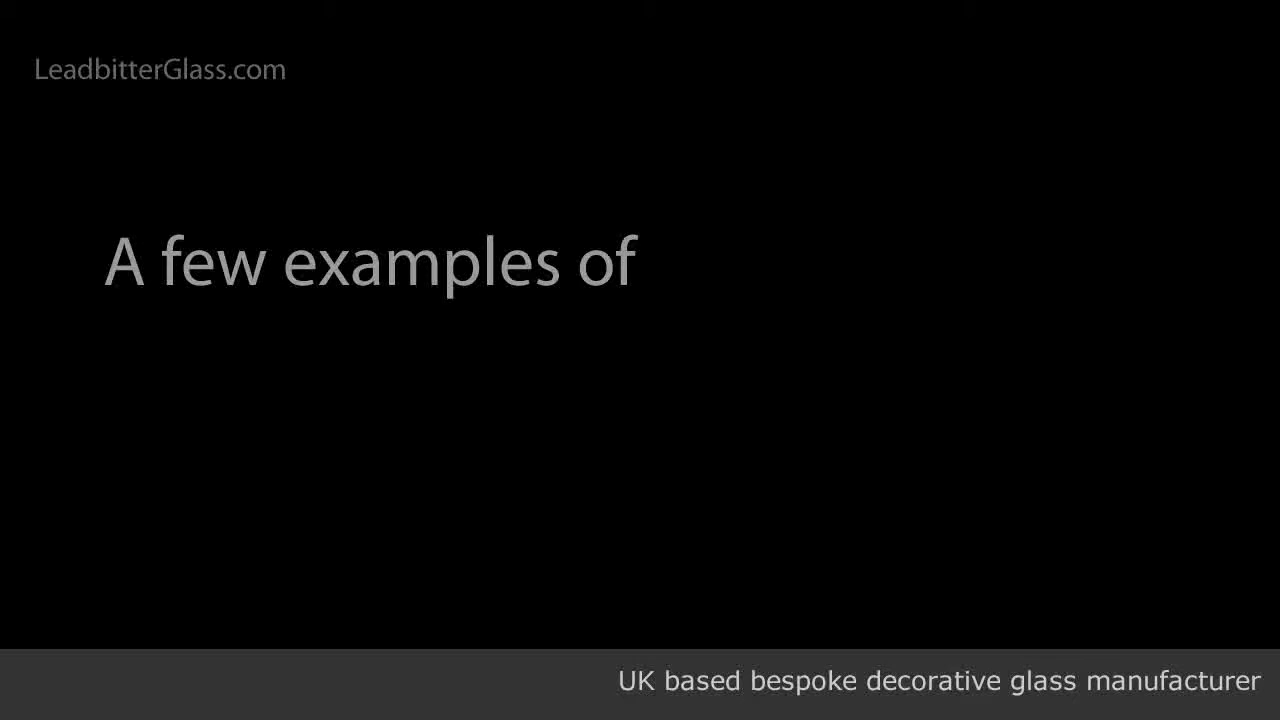 LeadbitterGlass.com
A few examples of
UK based bespoke decorative glass manufacturer